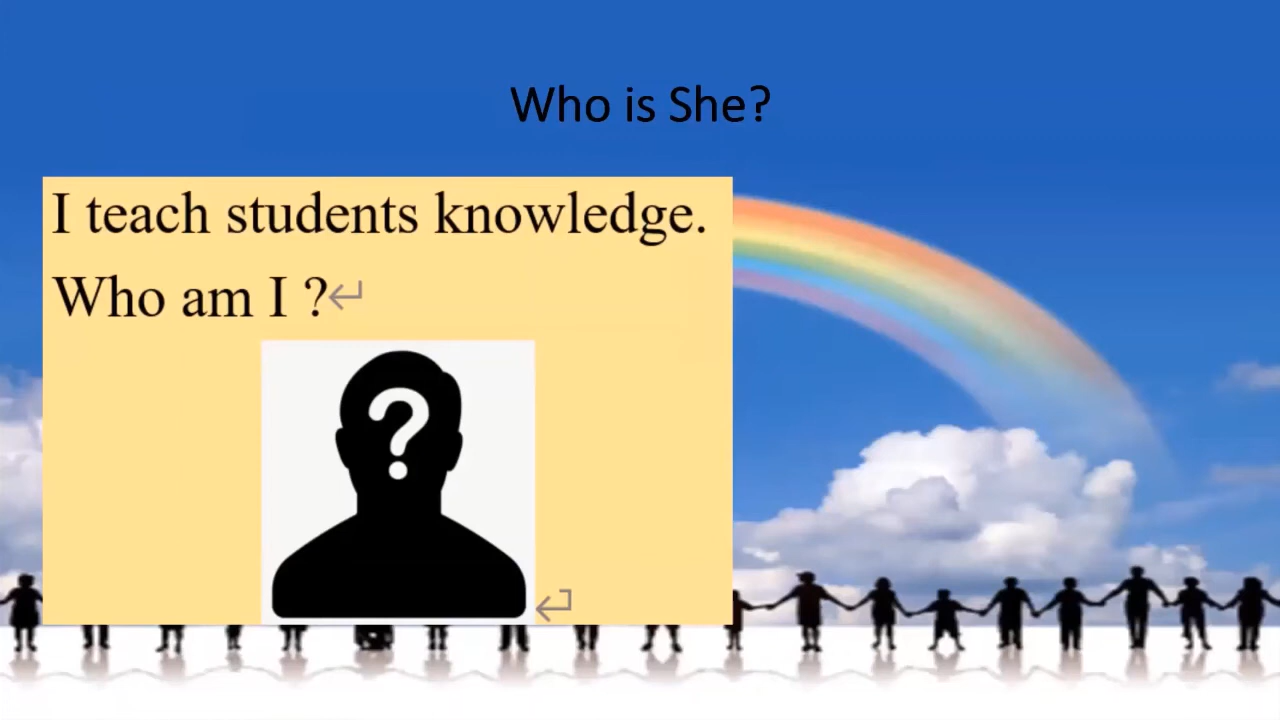 Who is She?
I teach students knowledge.
Who am I ?↵
?
↵